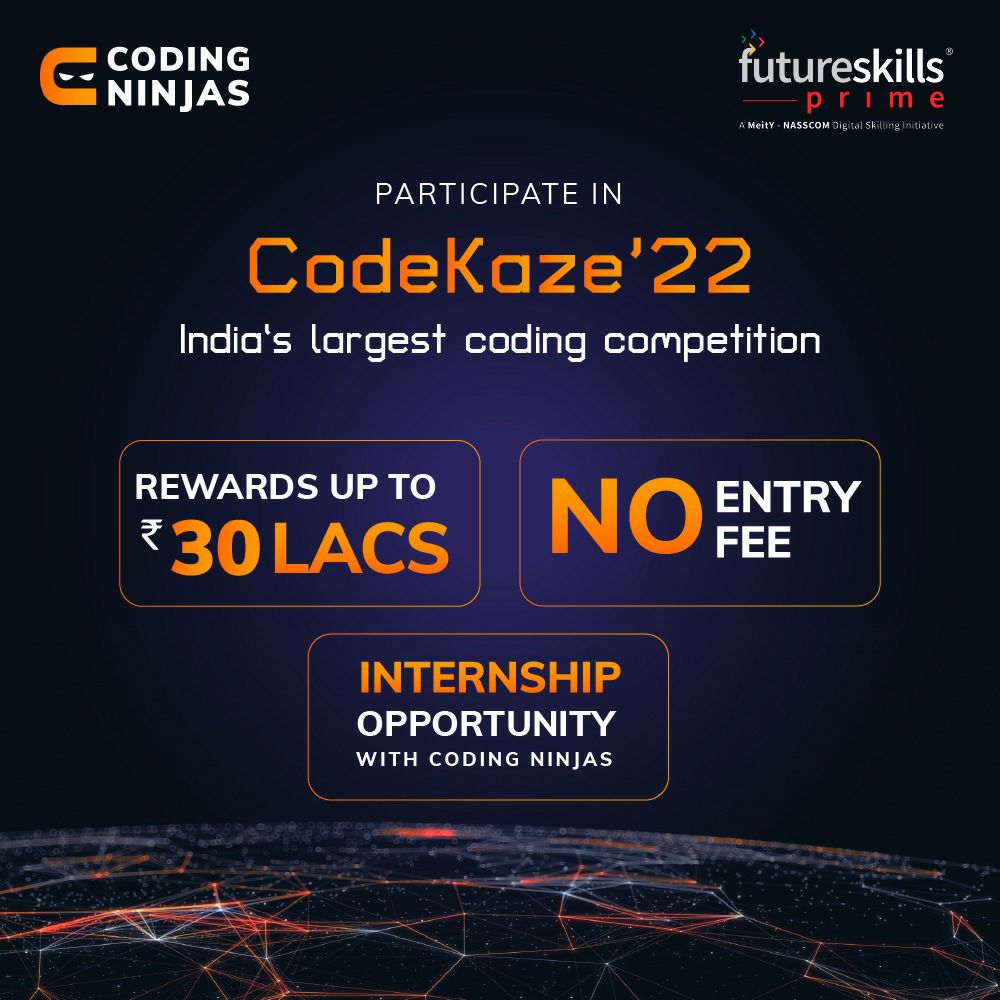 CODING
NINJAS
futureskills®
prime
A MeitY - NASSCOM Digital Skilling Initiative
PARTICIPATE IN
CodeKaze'22
India's largest coding competition
REWARDS UP TO
₹ 30 LACS
NO ENTRY
FEE
INTERNSHIP
OPPORTUNITY
WITH CODING NINJAS